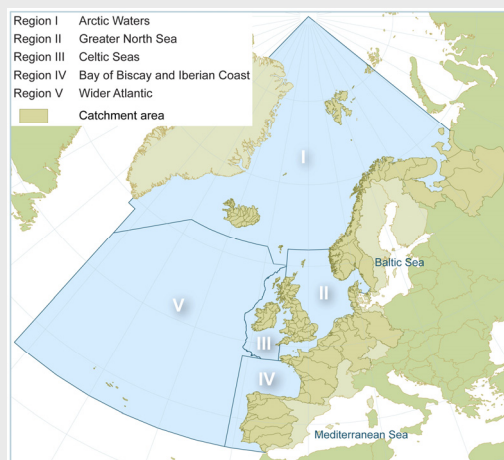 Region I Arctic Waters
Region II Greater North Sea
Region III Celtic Seas
Region IV Bay of Biscay and Iberian Coast
Region V Wider Atlantic
Catchment area
I
Baltic Sea
II
V
III
IV
Mediterranean Sea